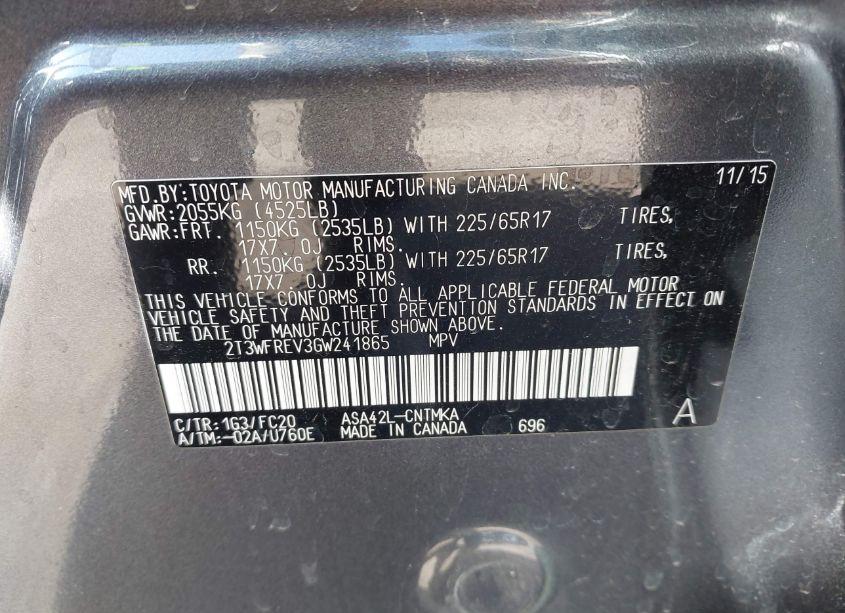 MFD.BY:TOYOTA MOTOR MANUFACTURING CANADA INC. 11/15
GVWR:2055KG (4525LB)
GAWR:FRT. 1150KG (2535LB) WITH 225/65R17 TIRES,
17X7.0J RIMS.
RR. 1150KG (2535LB) WITH 225/65R17 TIRES,
17X7 0J RIMS.
THIS VEHICLE CONFORMS TO ALL APPLICABLE FEDERAL MOTOR
VEHICLE SAFETY AND THEFT PREVENTION STANDARDS IN EFFECT ON
THE DATE OF MANUFACTURE SHOWN ABOVE.
2T3WFREV3GW241865 MPV
C/TR:1G3/FC20 ASA42L-CNTMKA
A/TM:-02A/U760E MADE IN CANADA 696 A